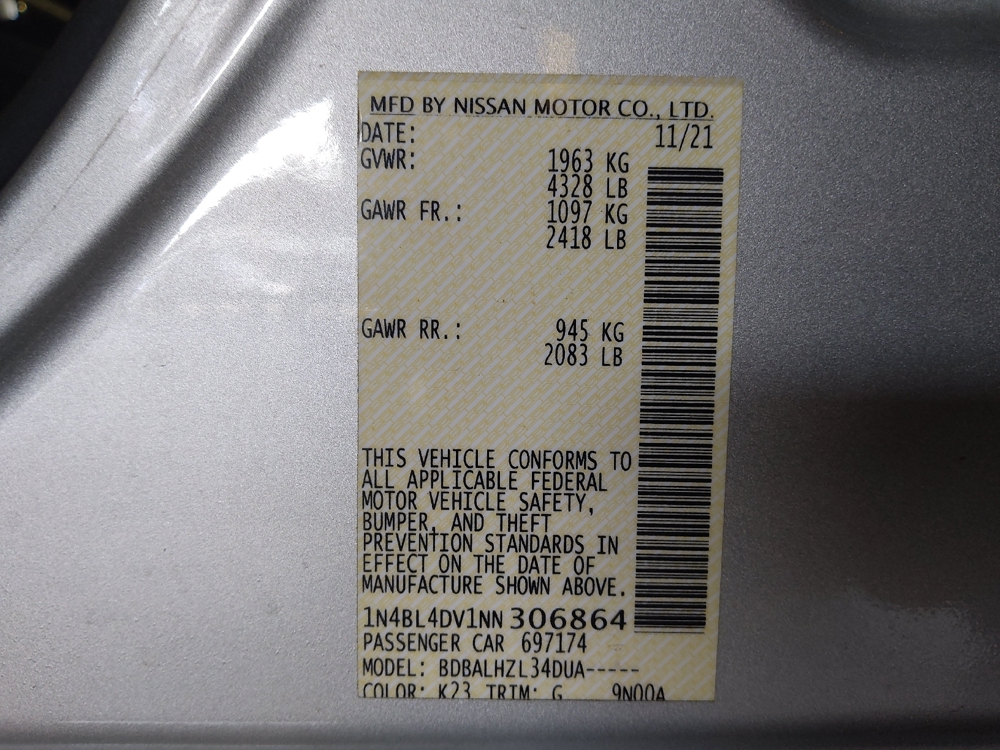 MFD BY NISSAN MOTOR CO., LTD.
DATE: 11/21
GVWR: 1963 KG
4328 LB
GAWR FR.: 1097 KG
2418 LB
GAWR RR.: 945 KG
2083 LB
THIS VEHICLE CONFORMS TO
ALL APPLICABLE FEDERAL
MOTOR VEHICLE SAFETY,
BUMPER, AND THEFT
PREVENTION STANDARDS IN
EFFECT ON THE DATE OF
MANUFACTURE SHOWN ABOVE.
1N4BL4DV1NN306864
PASSENGER CAR 697174
MODEL: BDBALHZL34DUA-----
COLOR: K23 TRIM: G 9N00A